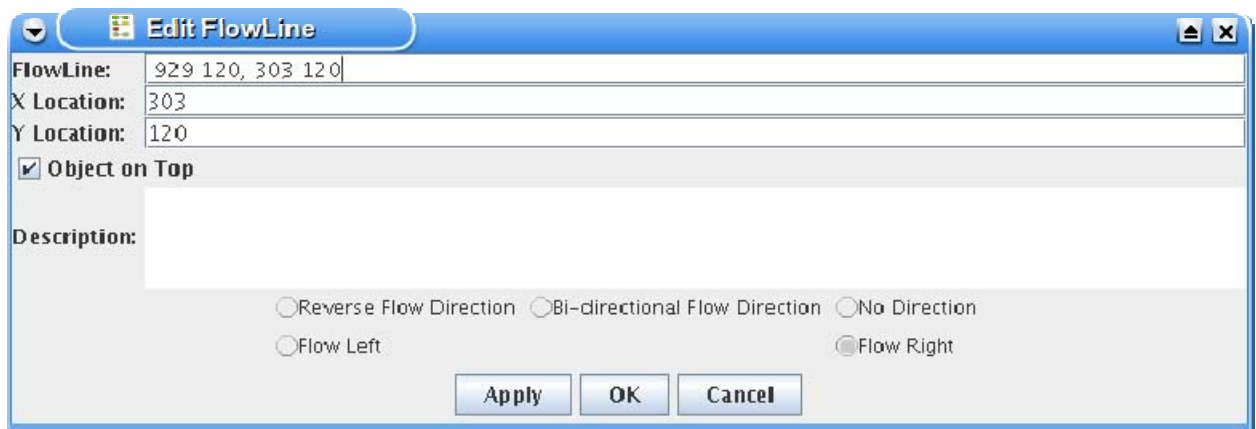 Edit FlowLine
FlowLine: 929 120, 303 120
X Location: 303
Y Location: 120
Object on Top
Description:
Reverse Flow Direction Bi-directional Flow Direction No Direction
Flow Left Flow Right
Apply OK Cancel